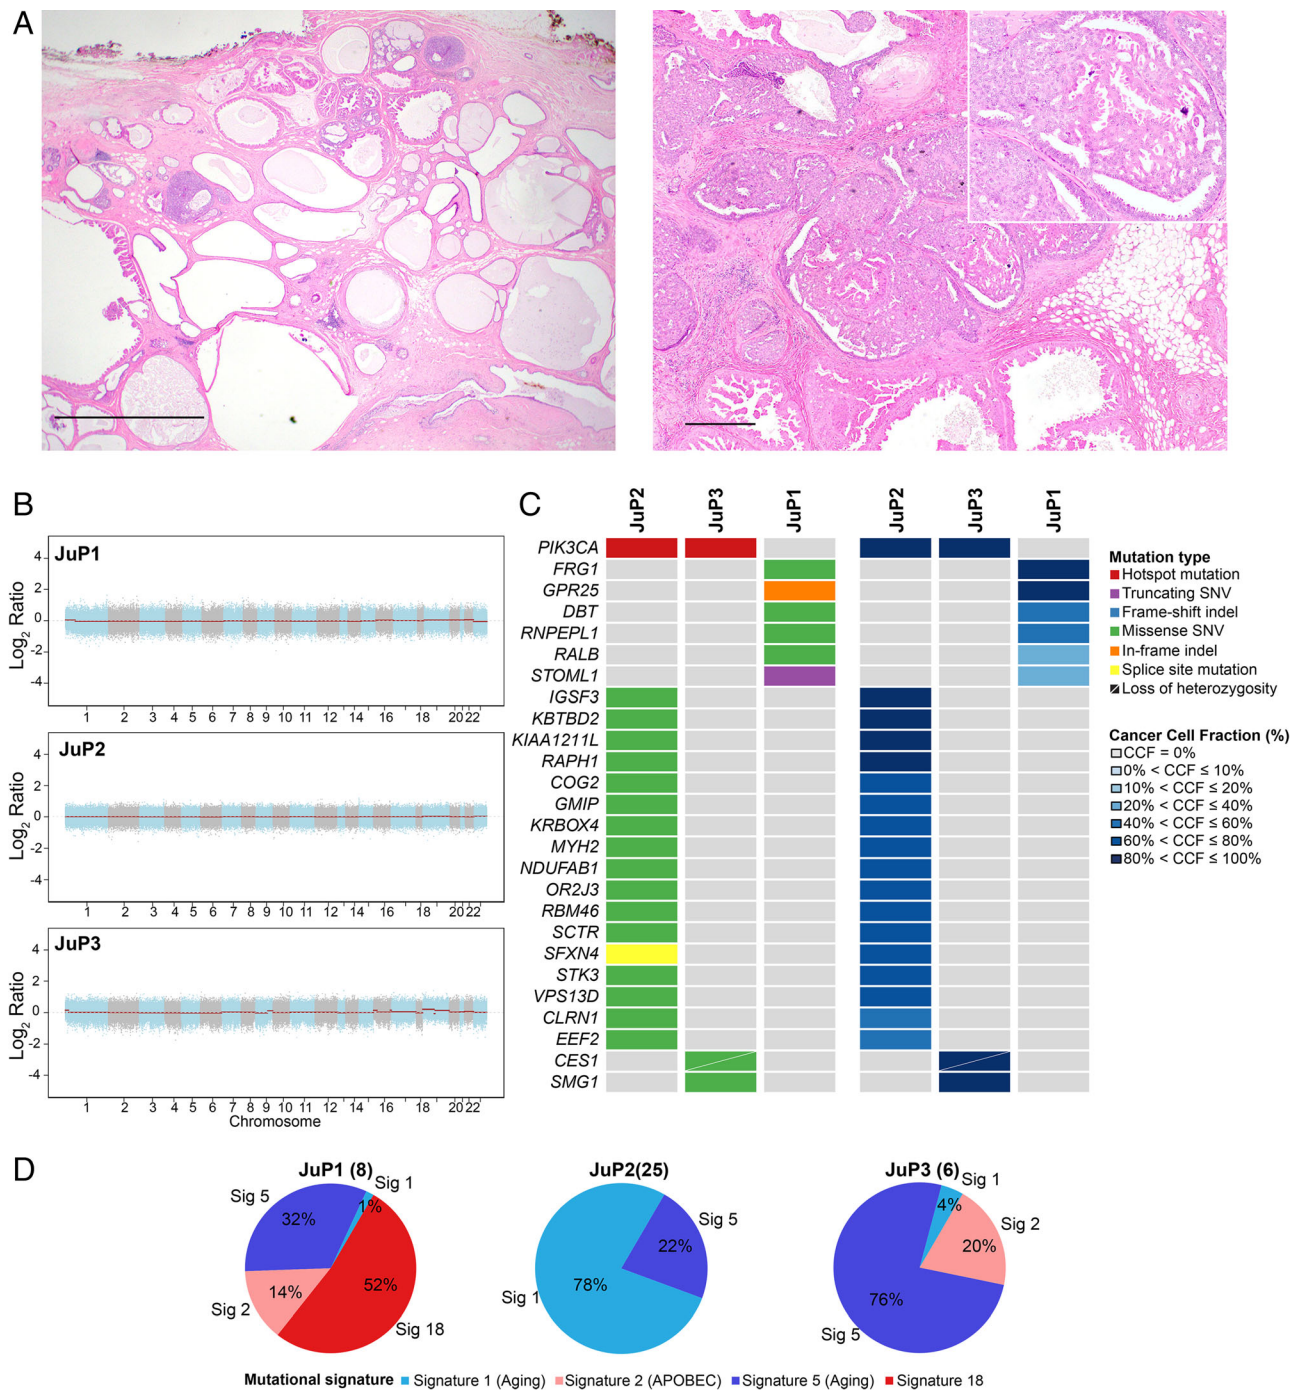 A
B
JuP1
Log2 Ratio
4
2
0
-2
-4
1 2 3 4 5 6 7 8 9 10 11 12 13 14 16 18 20 22
JuP2
Log2 Ratio
4
2
0
-2
-4
1 2 3 4 5 6 7 8 9 10 11 12 13 14 16 18 20 22
JuP3
Log2 Ratio
4
2
0
-2
-4
1 2 3 4 5 6 7 8 9 10 11 12 13 14 16 18 20 22
Chromosome
C
JuP2 JuP3 JuP1 JuP2 JuP3 JuP1
PIK3CA
FRG1
GPR25
DBT
RNPEPL1
RALB
STOML1
IGSF3
KBTBD2
KIAA1211L
RAPH1
COG2
GMIP
KRBOX4
MYH2
NDUFAB1
OR2J3
RBM46
SCTR
SFXN4
STK3
VPS13D
CLRN1
EEF2
CES1
SMG1
Mutation type
Hotspot mutation
Truncating SNV
Frame-shift indel
Missense SNV
In-frame indel
Splice site mutation
Loss of heterozygosity
Cancer Cell Fraction (%)
CCF = 0%
0% < CCF ≤ 10%
10% < CCF ≤ 20%
20% < CCF ≤ 40%
40% < CCF ≤ 60%
60% < CCF ≤ 80%
80% < CCF ≤ 100%
D
JuP1 (8)
Sig 1
1%
Sig 5
32%
14%
Sig 2
52%
Sig 18
JuP2(25)
Sig 5
22%
78%
Sig 1
JuP3 (6)
Sig 1
4%
Sig 2
20%
76%
Sig 5
Mutational signature Signature 1 (Aging) Signature 2 (APOBEC) Signature 5 (Aging) Signature 18